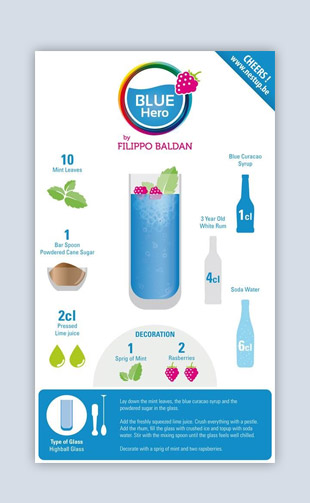 CHEERS !
www.nestup.be
BLUE
Hero
by
FILIPPO BALDAN
10
Mint Leaves
Blue Curacao
Syrup
1cl
1
Bar Spoon
Powdered Cane Sugar
3 Year Old
White Rum
4cl
2cl
Pressed
Lime juice
Soda Water
6cl
DECORATION
1
Sprig of Mint
2
Rasberries
Type of Glass
Highball Glass
Lay down the mint leaves, the blue curacao syrup and the
powdered sugar in the glass.
Add the freshly squeezed lime juice. Crush everything with a pestle.
Add the rhum, fill the glass with crushed ice and topup with soda
water. Stir with the mixing spoon until the glass feels well chilled.
Decorate with a sprig of mint and two rapsberries.